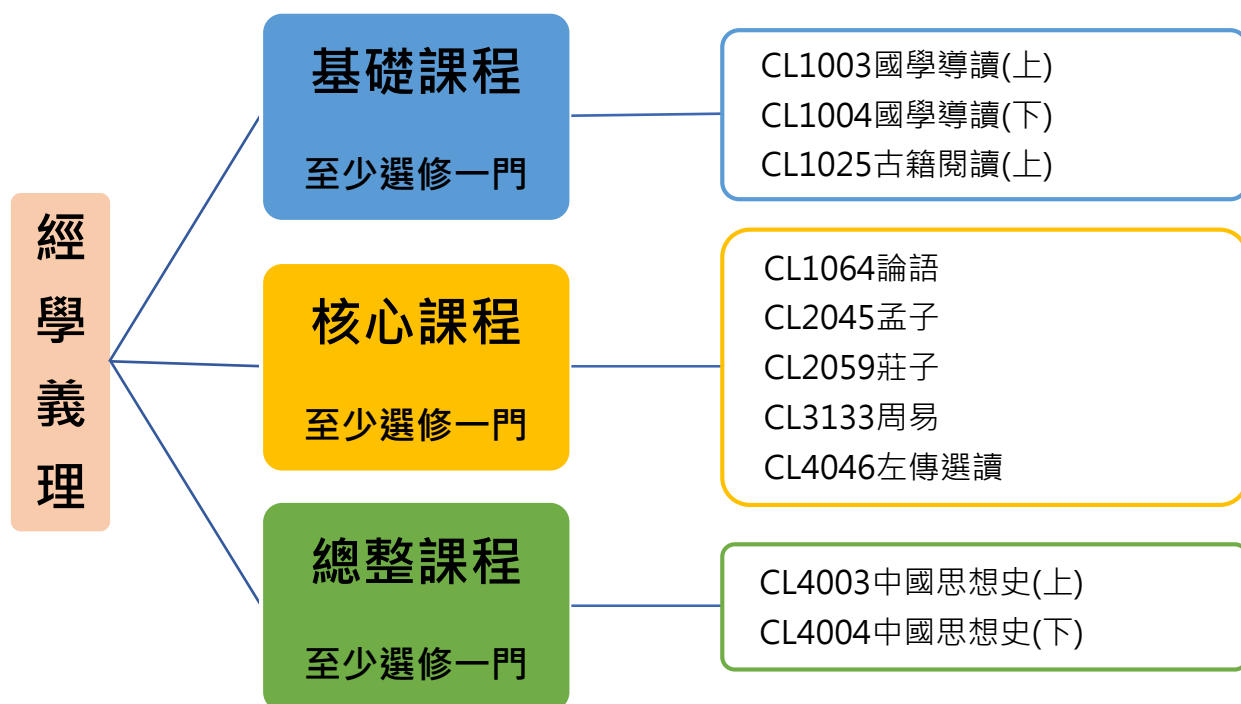 經學義理
基礎課程
至少選修一門
CL1003國學導讀(上)
CL1004國學導讀(下)
CL1025古籍閱讀(上)
核心課程
至少選修一門
CL1064論語
CL2045孟子
CL2059莊子
CL3133周易
CL4046左傳選讀
總整課程
至少選修一門
CL4003中國思想史(上)
CL4004中國思想史(下)